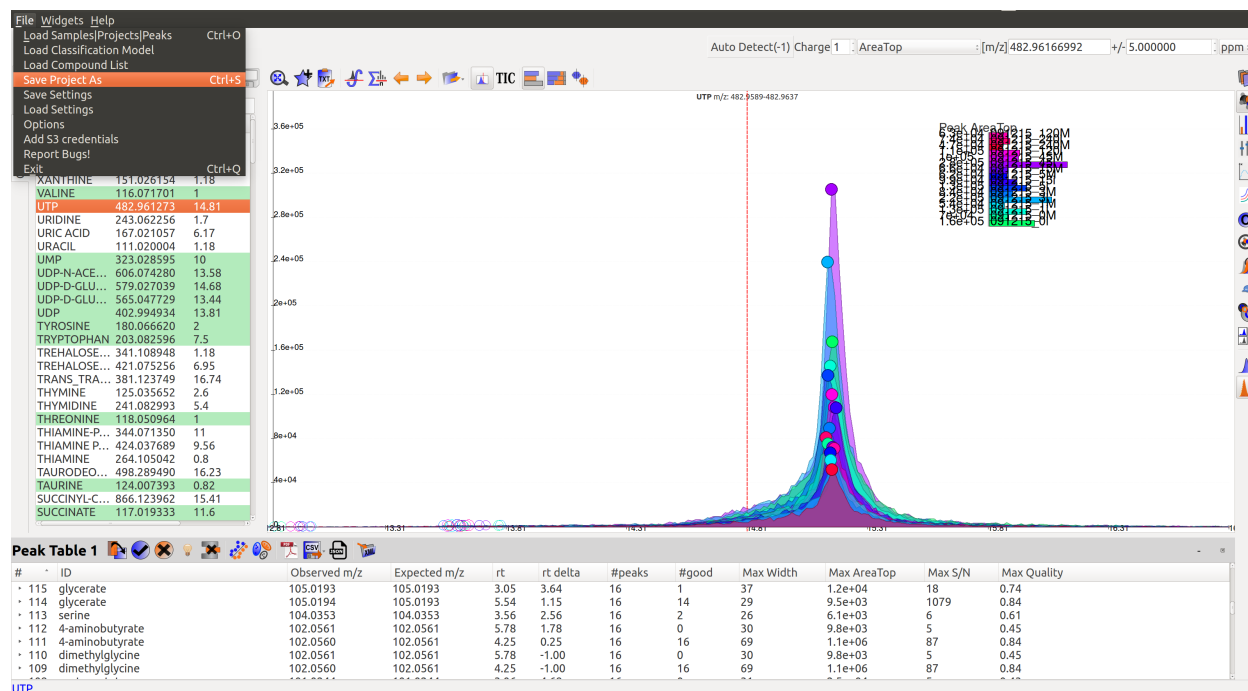 File Widgets Help
Load Samples|Projects|Peaks Ctrl+O
Load Classification Model
Load Compound List
Save Project As Ctrl+S
Save Settings
Load Settings
Options
Add S3 credentials
Report Bugs!
Exit Ctrl+Q
Auto Detect(-1) Charge 1 AreaTop [m/z] 482.96166992 +/- 5.000000 ppm
TXT TIC
UTP m/z: 482.9589-482.9637
Peak AreaTop
1.6e+05 091215_0I
3.6e+05
3.2e+05
2.8e+05
2.4e+05
2e+05
1.6e+05
1.2e+05
8e+04
4e+04
12.81 13.31 13.81 14.31 14.81 15.31 15.81 16.31
XANTHINE 151.026154 1.18
VALINE 116.071701 1
UTP 482.961273 14.81
URIDINE 243.062256 1.7
URIC ACID 167.021057 6.17
URACIL 111.020004 1.18
UMP 323.028595 10
UDP-N-ACE... 606.074280 13.58
UDP-D-GLU... 579.027039 14.68
UDP-D-GLU... 565.047729 13.44
UDP 402.994934 13.81
TYROSINE 180.066620 2
TRYPTOPHAN 203.082596 7.5
TREHALOSE... 341.108948 1.18
TREHALOSE... 421.075256 6.95
TRANS_TRA... 381.123749 16.74
THYMINE 125.035652 2.6
THYMIDINE 241.082993 5.4
THREONINE 118.050964 1
THIAMINE-P... 344.071350 11
THIAMINE P... 424.037689 9.56
THIAMINE 264.105042 0.8
TAURODEO... 498.289490 16.23
TAURINE 124.007393 0.82
SUCCINYL-C... 866.123962 15.41
SUCCINATE 117.019333 11.6
Peak Table 1 PDF CSV JSON
# ID Observed m/z Expected m/z rt rt delta #peaks #good Max Width Max AreaTop Max S/N Max Quality
115 glycerate 105.0193 105.0193 3.05 3.64 16 1 37 1.2e+04 18 0.74
114 glycerate 105.0194 105.0193 5.54 1.15 16 14 29 9.5e+03 1079 0.84
113 serine 104.0353 104.0353 3.56 2.56 16 2 26 6.1e+03 6 0.61
112 4-aminobutyrate 102.0561 102.0561 5.78 1.78 16 0 30 9.8e+03 5 0.45
111 4-aminobutyrate 102.0560 102.0561 4.25 0.25 16 16 69 1.1e+06 87 0.84
110 dimethylglycine 102.0561 102.0561 5.78 -1.00 16 0 30 9.8e+03 5 0.45
109 dimethylglycine 102.0560 102.0561 4.25 -1.00 16 16 69 1.1e+06 87 0.84
UTP